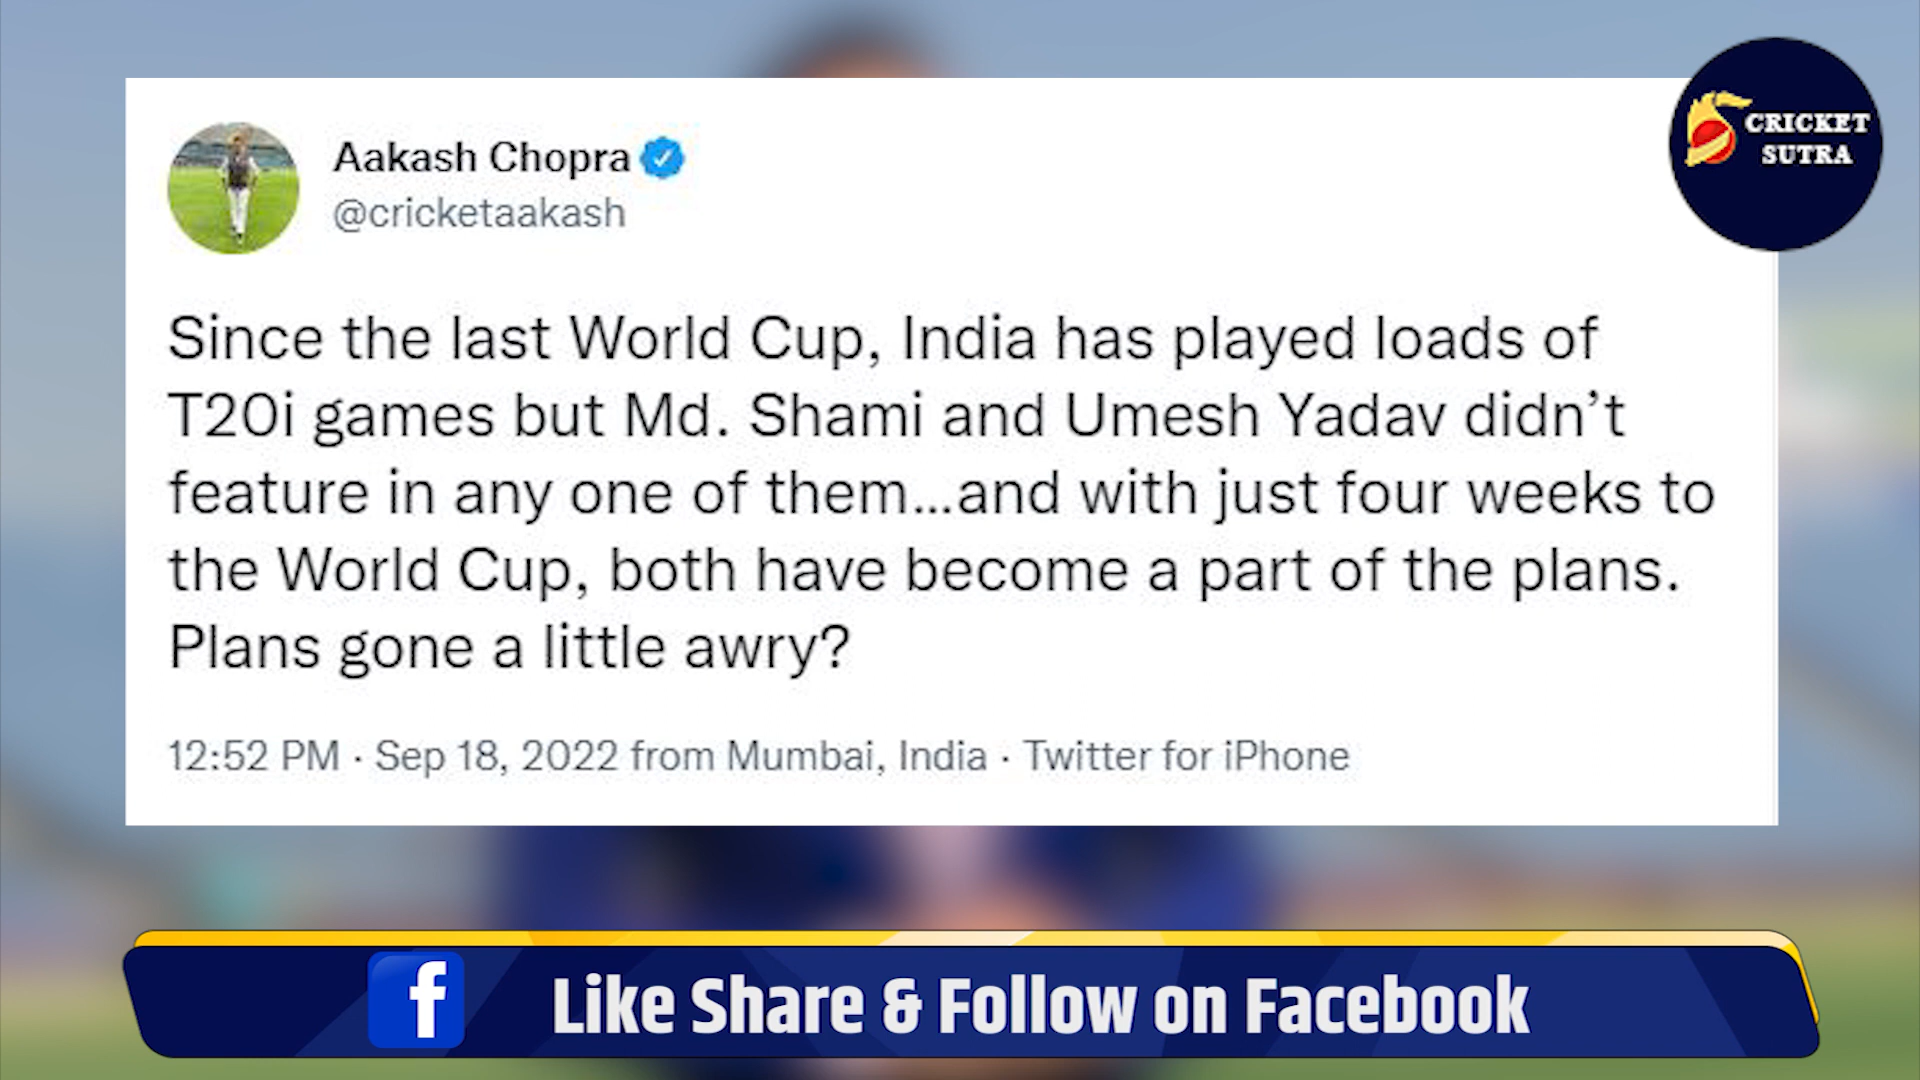 CRICKET
SUTRA
Aakash Chopra
@cricketaakash
Since the last World Cup, India has played loads of
T20i games but Md. Shami and Umesh Yadav didn’t
feature in any one of them...and with just four weeks to
the World Cup, both have become a part of the plans.
Plans gone a little awry?
12:52 PM · Sep 18, 2022 from Mumbai, India · Twitter for iPhone
f Like Share & Follow on Facebook